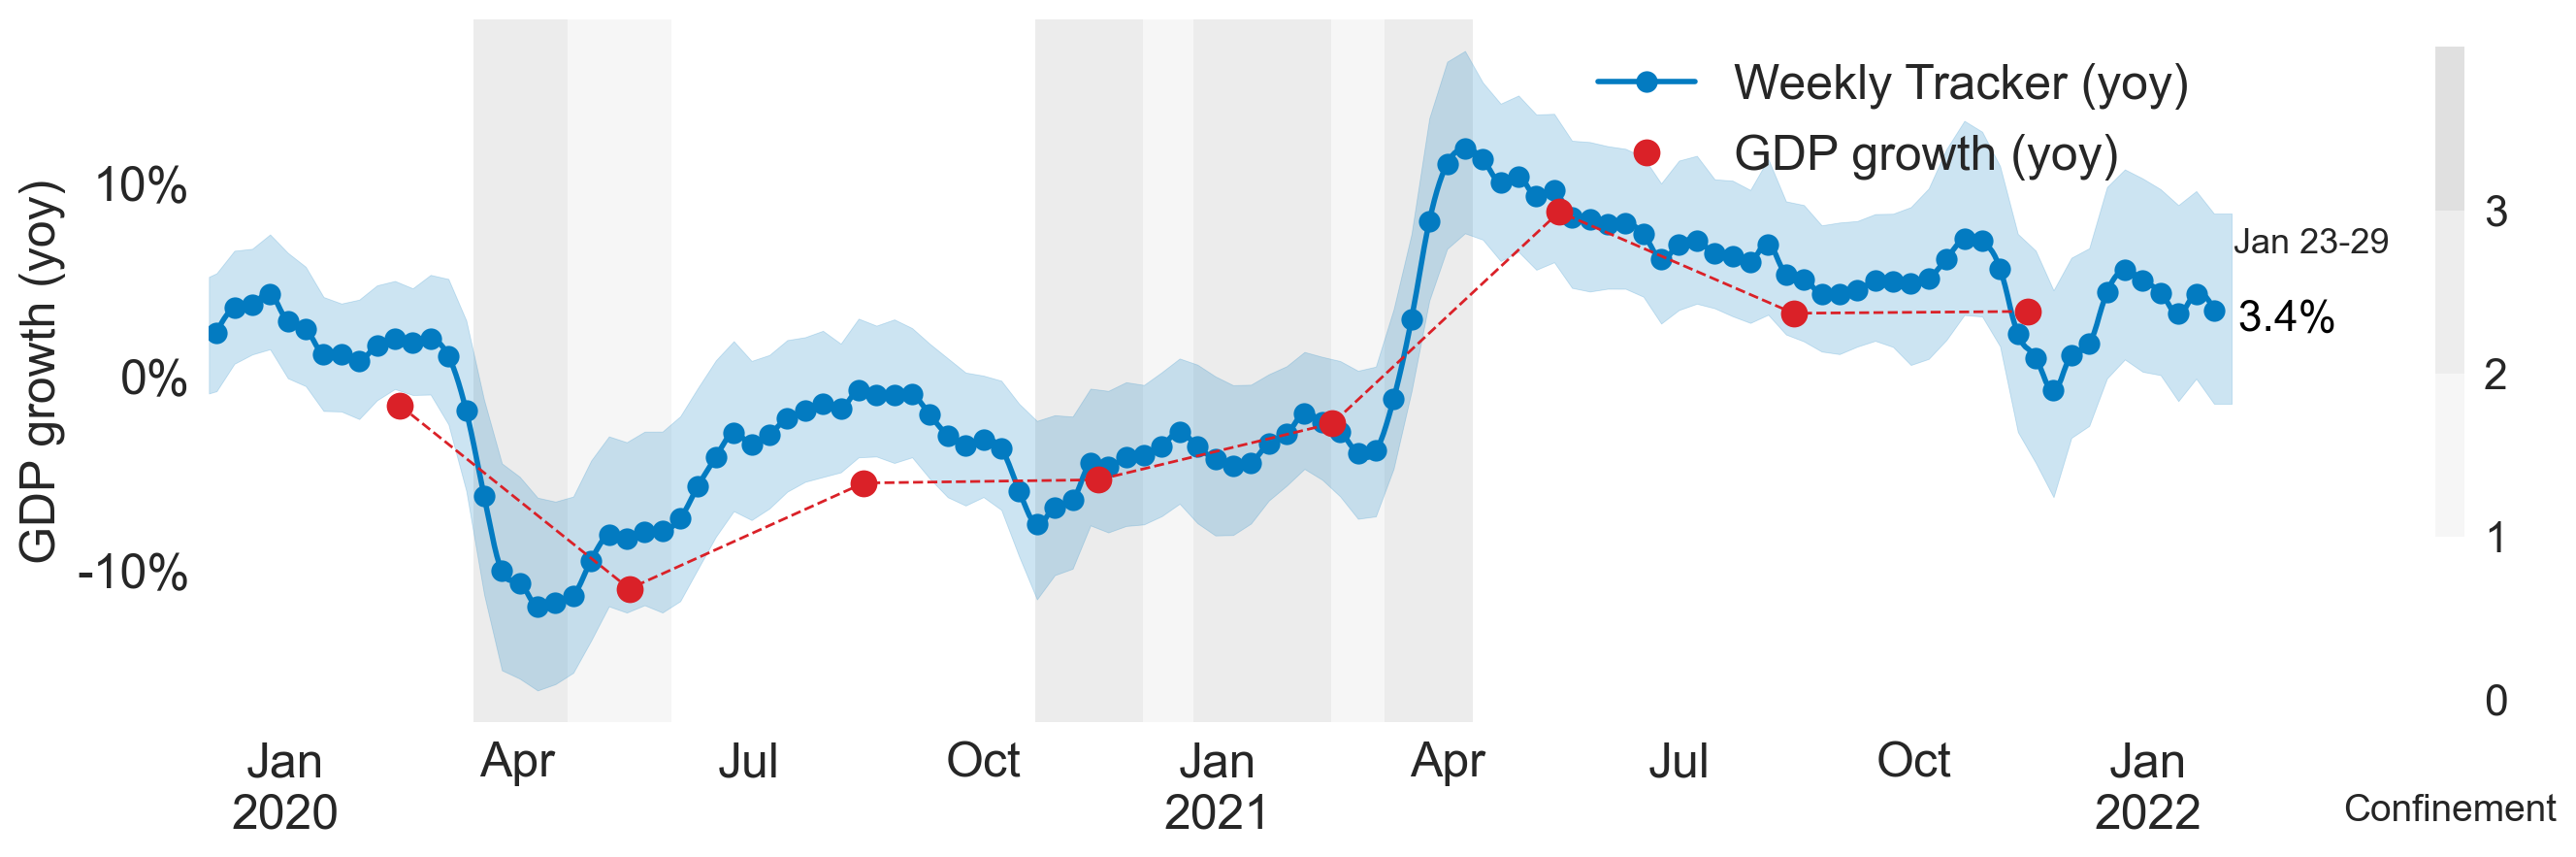 Weekly Tracker (yoy)
GDP growth (yoy)
GDP growth (yoy)
10%
0%
-10%
Jan 23-29
3.4%
3
2
1
0
Jan Apr Jul Oct Jan Apr Jul Oct Jan
2020 2021 2022
Confinement